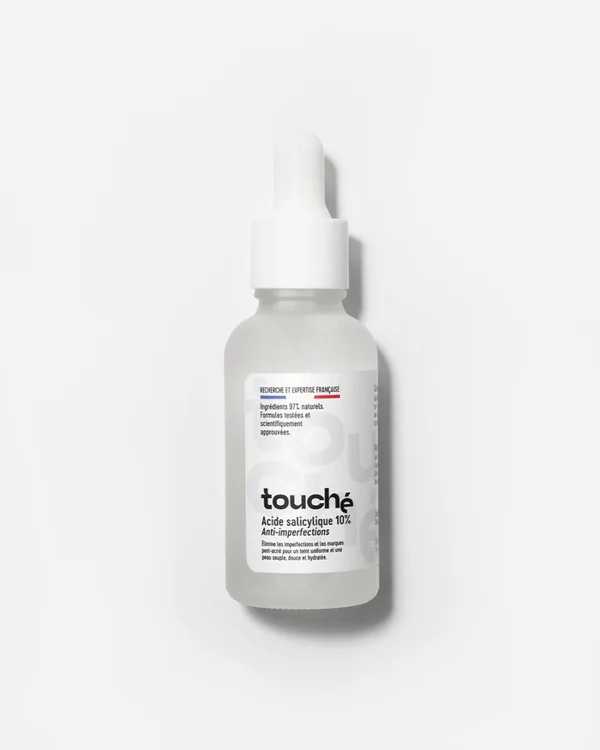 RECHERCHE ET EXPERTISE FRANÇAISE
Ingrédients 97% naturels.
Formules testées et
scientifiquement
approuvées.
touché
Acide salicylique 10%
Anti-imperfections
Élimine les imperfections et les marques
post-acné pour un teint uniforme et une
peau souple, douce et hydratée.